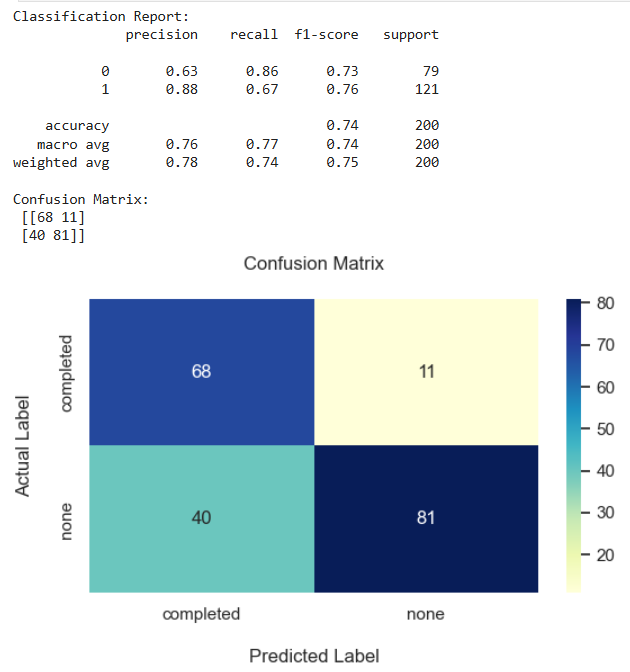 Classification Report:
precision recall f1-score support
0 0.63 0.86 0.73 79
1 0.88 0.67 0.76 121
accuracy 0.74 200
macro avg 0.76 0.77 0.74 200
weighted avg 0.78 0.74 0.75 200
Confusion Matrix:
[[68 11]
[40 81]]
Confusion Matrix
Actual Label
completed
none
68
11
40
81
completed
none
Predicted Label
80
70
60
50
40
30
20